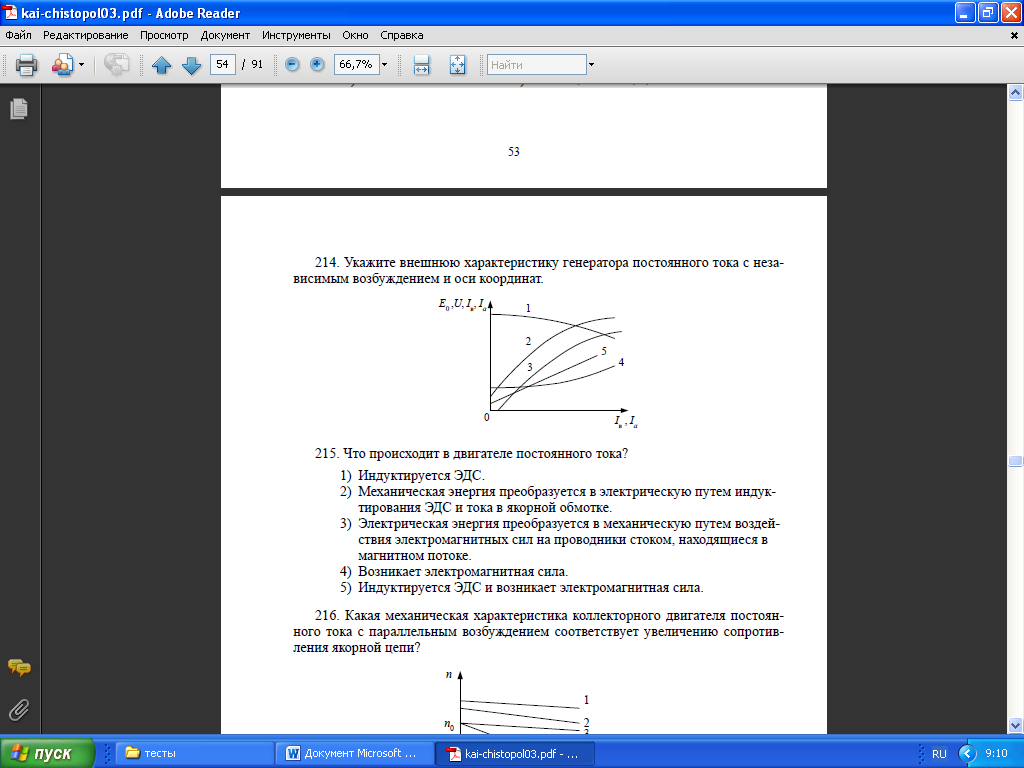 kai-chistopol03.pdf - Adobe Reader
Файл Редактирование Просмотр Документ Инструменты Окно Справка
54 / 91 66,7% Найти
53
214. Укажите внешнюю характеристику генератора постоянного тока с неза-
висимым возбуждением и оси координат.
E0 ,U, Iв, Iа
1
2
5
3
4
0
Iв , Iа
215. Что происходит в двигателе постоянного тока?
1) Индуктируется ЭДС.
2) Механическая энергия преобразуется в электрическую путем индук-
тирования ЭДС и тока в якорной обмотке.
3) Электрическая энергия преобразуется в механическую путем воздей-
ствия электромагнитных сил на проводники стоком, находящиеся в
магнитном потоке.
4) Возникает электромагнитная сила.
5) Индуктируется ЭДС и возникает электромагнитная сила.
216. Какая механическая характеристика коллекторного двигателя постоян-
ного тока с параллельным возбуждением соответствует увеличению сопротив-
ления якорной цепи?
n
1
n0
2
пуск тесты Документ Microsoft ... kai-chistopol03.pdf - ... RU 9:10